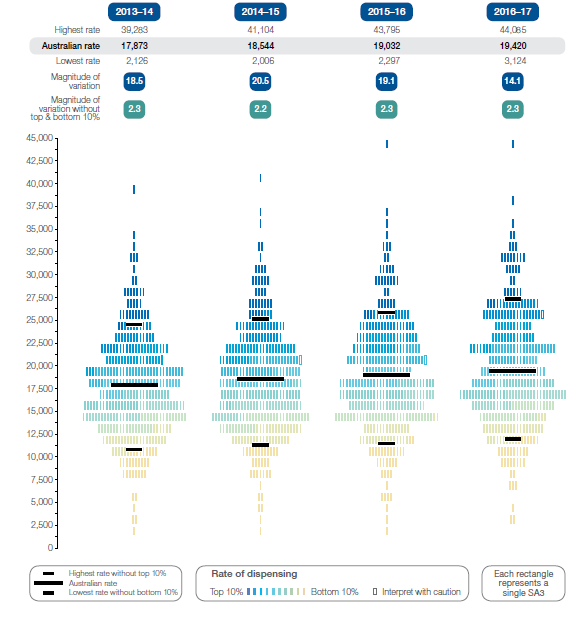 2013–14 2014–15 2015–16 2016–17
Highest rate 39,283 41,104 43,795 44,065
Australian rate 17,873 18,544 19,032 19,420
Lowest rate 2,126 2,006 2,297 3,124
Magnitude of
variation 18.5 20.5 19.1 14.1
Magnitude of
variation without
top & bottom 10% 2.3 2.2 2.3 2.3
45,000
42,500
40,000
37,500
35,000
32,500
30,000
27,500
25,000
22,500
20,000
17,500
15,000
12,500
10,000
7,500
5,000
2,500
0
Highest rate without top 10%
Australian rate
Lowest rate without bottom 10%
Rate of dispensing
Top 10% Bottom 10% Interpret with caution
Each rectangle
represents a
single SA3